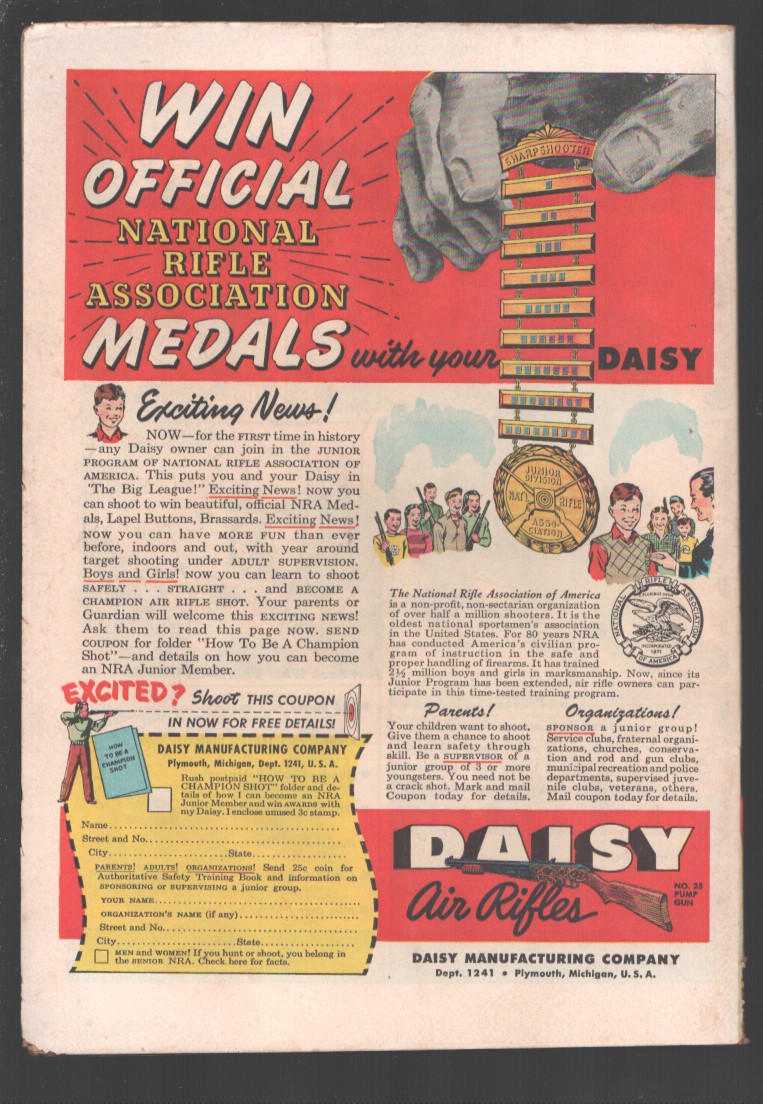 WIN
OFFICIAL
NATIONAL
RIFLE
ASSOCIATION
MEDALS with your DAISY
SHARPSHOOTER
JUNIOR
DIVISION
NAT'L RIFLE
ASSO-
CIATION
Exciting News!
NOW—for the FIRST time in history
—any Daisy owner can join in the JUNIOR
PROGRAM OF NATIONAL RIFLE ASSOCIATION OF
AMERICA. This puts you and your Daisy in
"The Big League!" Exciting News! NOW you
can shoot to win beautiful, official NRA Med-
als, Lapel Buttons, Brassards. Exciting News!
NOW you can have MORE FUN than ever
before, indoors and out, with year around
target shooting under ADULT SUPERVISION.
Boys and Girls! NOW you can learn to shoot
SAFELY . . . STRAIGHT . . . and BECOME A
CHAMPION AIR RIFLE SHOT. Your parents or
Guardian will welcome this EXCITING NEWS!
Ask them to read this page NOW. SEND
COUPON for folder "How To Be A Champion
Shot"—and details on how you can become
an NRA Junior Member.
The National Rifle Association of America
is a non-profit, non-sectarian organization
of over half a million shooters. It is the
oldest national sportsmen's association
in the United States. For 80 years NRA
has conducted America's civilian pro-
gram of instruction in the safe and
proper handling of firearms. It has trained
2½ million boys and girls in marksmanship. Now, since its
Junior Program has been extended, air rifle owners can par-
ticipate in this time-tested training program.
NATIONAL RIFLE ASSOCIATION
OF AMERICA
INCORPORATED
1871
Parents!
Your children want to shoot.
Give them a chance to shoot
and learn safety through
skill. Be a SUPERVISOR of a
junior group of 3 or more
youngsters. You need not be
a crack shot. Mark and mail
Coupon today for details.
Organizations!
SPONSOR a junior group!
Service clubs, fraternal organi-
zations, churches, conserva-
tion and rod and gun clubs,
municipal recreation and police
departments, supervised juve-
nile clubs, veterans, others.
Mail coupon today for details.
EXCITED? Shoot THIS COUPON
IN NOW FOR FREE DETAILS!
HOW
TO BE A
CHAMPION
SHOT
DAISY MANUFACTURING COMPANY
Plymouth, Michigan, Dept. 1241, U. S. A.
Rush postpaid "HOW TO BE A
CHAMPION SHOT" folder and de-
tails of how I can become an NRA
Junior Member and win AWARDS with
my Daisy. I enclose unused 3c stamp.
Name
Street and No.
City State
PARENTS! ADULTS! ORGANIZATIONS! Send 25c coin for
Authoritative Safety Training Book and information on
SPONSORING or SUPERVISING a junior group.
YOUR NAME
ORGANIZATION'S NAME (if any)
Street and No.
City State
MEN and WOMEN! If you hunt or shoot, you belong in
the SENIOR NRA. Check here for facts.
DAISY
Air Rifles
NO. 25
PUMP
GUN
DAISY MANUFACTURING COMPANY
Dept. 1241 • Plymouth, Michigan, U. S. A.